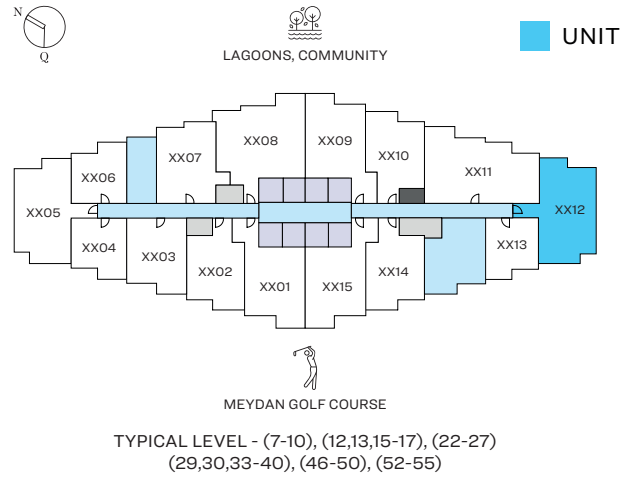 N
Q
LAGOONS, COMMUNITY
UNIT
XX08
XX09
XX07
XX10
XX06
XX11
XX05
XX12
XX04
XX13
XX03
XX02
XX14
XX01
XX15
MEYDAN GOLF COURSE
TYPICAL LEVEL - (7-10), (12,13,15-17), (22-27)
(29,30,33-40), (46-50), (52-55)